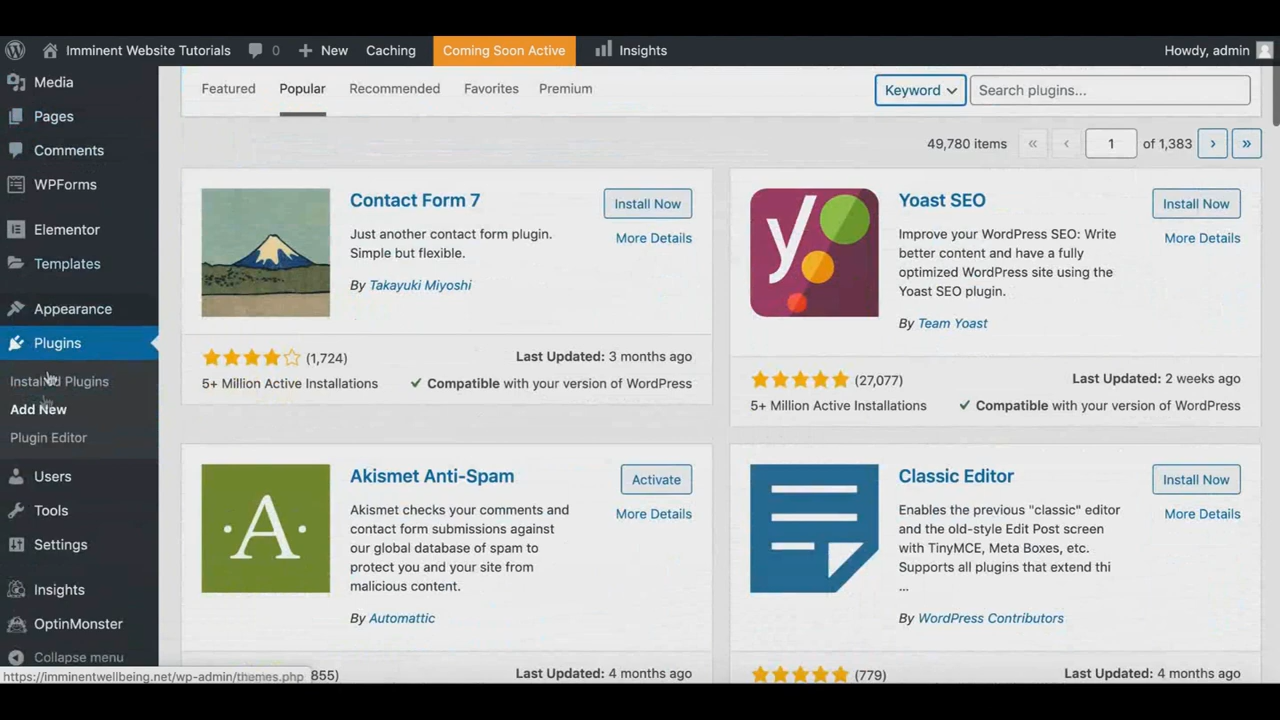 Imminent Website Tutorials 0 New Caching Coming Soon Active Insights Howdy, admin
Media
Pages
Comments
WPForms
Elementor
Templates
Appearance
Plugins
Installed Plugins
Add New
Plugin Editor
Users
Tools
Settings
Insights
OptinMonster
Collapse menu
https://imminentwellbeing.net/wp-admin/themes.php
Featured Popular Recommended Favorites Premium Keyword Search plugins...
49,780 items « ‹ 1 of 1,383 › »
Contact Form 7
Install Now
More Details
Just another contact form plugin.
Simple but flexible.
By Takayuki Miyoshi
(1,724)
Last Updated: 3 months ago
5+ Million Active Installations
Compatible with your version of WordPress
y
Yoast SEO
Install Now
More Details
Improve your WordPress SEO: Write
better content and have a fully
optimized WordPress site using the
Yoast SEO plugin.
By Team Yoast
(27,077)
Last Updated: 2 weeks ago
5+ Million Active Installations
Compatible with your version of WordPress
A
Akismet Anti-Spam
Activate
More Details
Akismet checks your comments and
contact form submissions against
our global database of spam to
protect you and your site from
malicious content.
By Automattic
855)
Last Updated: 4 months ago
Classic Editor
Install Now
More Details
Enables the previous "classic" editor
and the old-style Edit Post screen
with TinyMCE, Meta Boxes, etc.
Supports all plugins that extend thi
...
By WordPress Contributors
(779)
Last Updated: 4 months ago